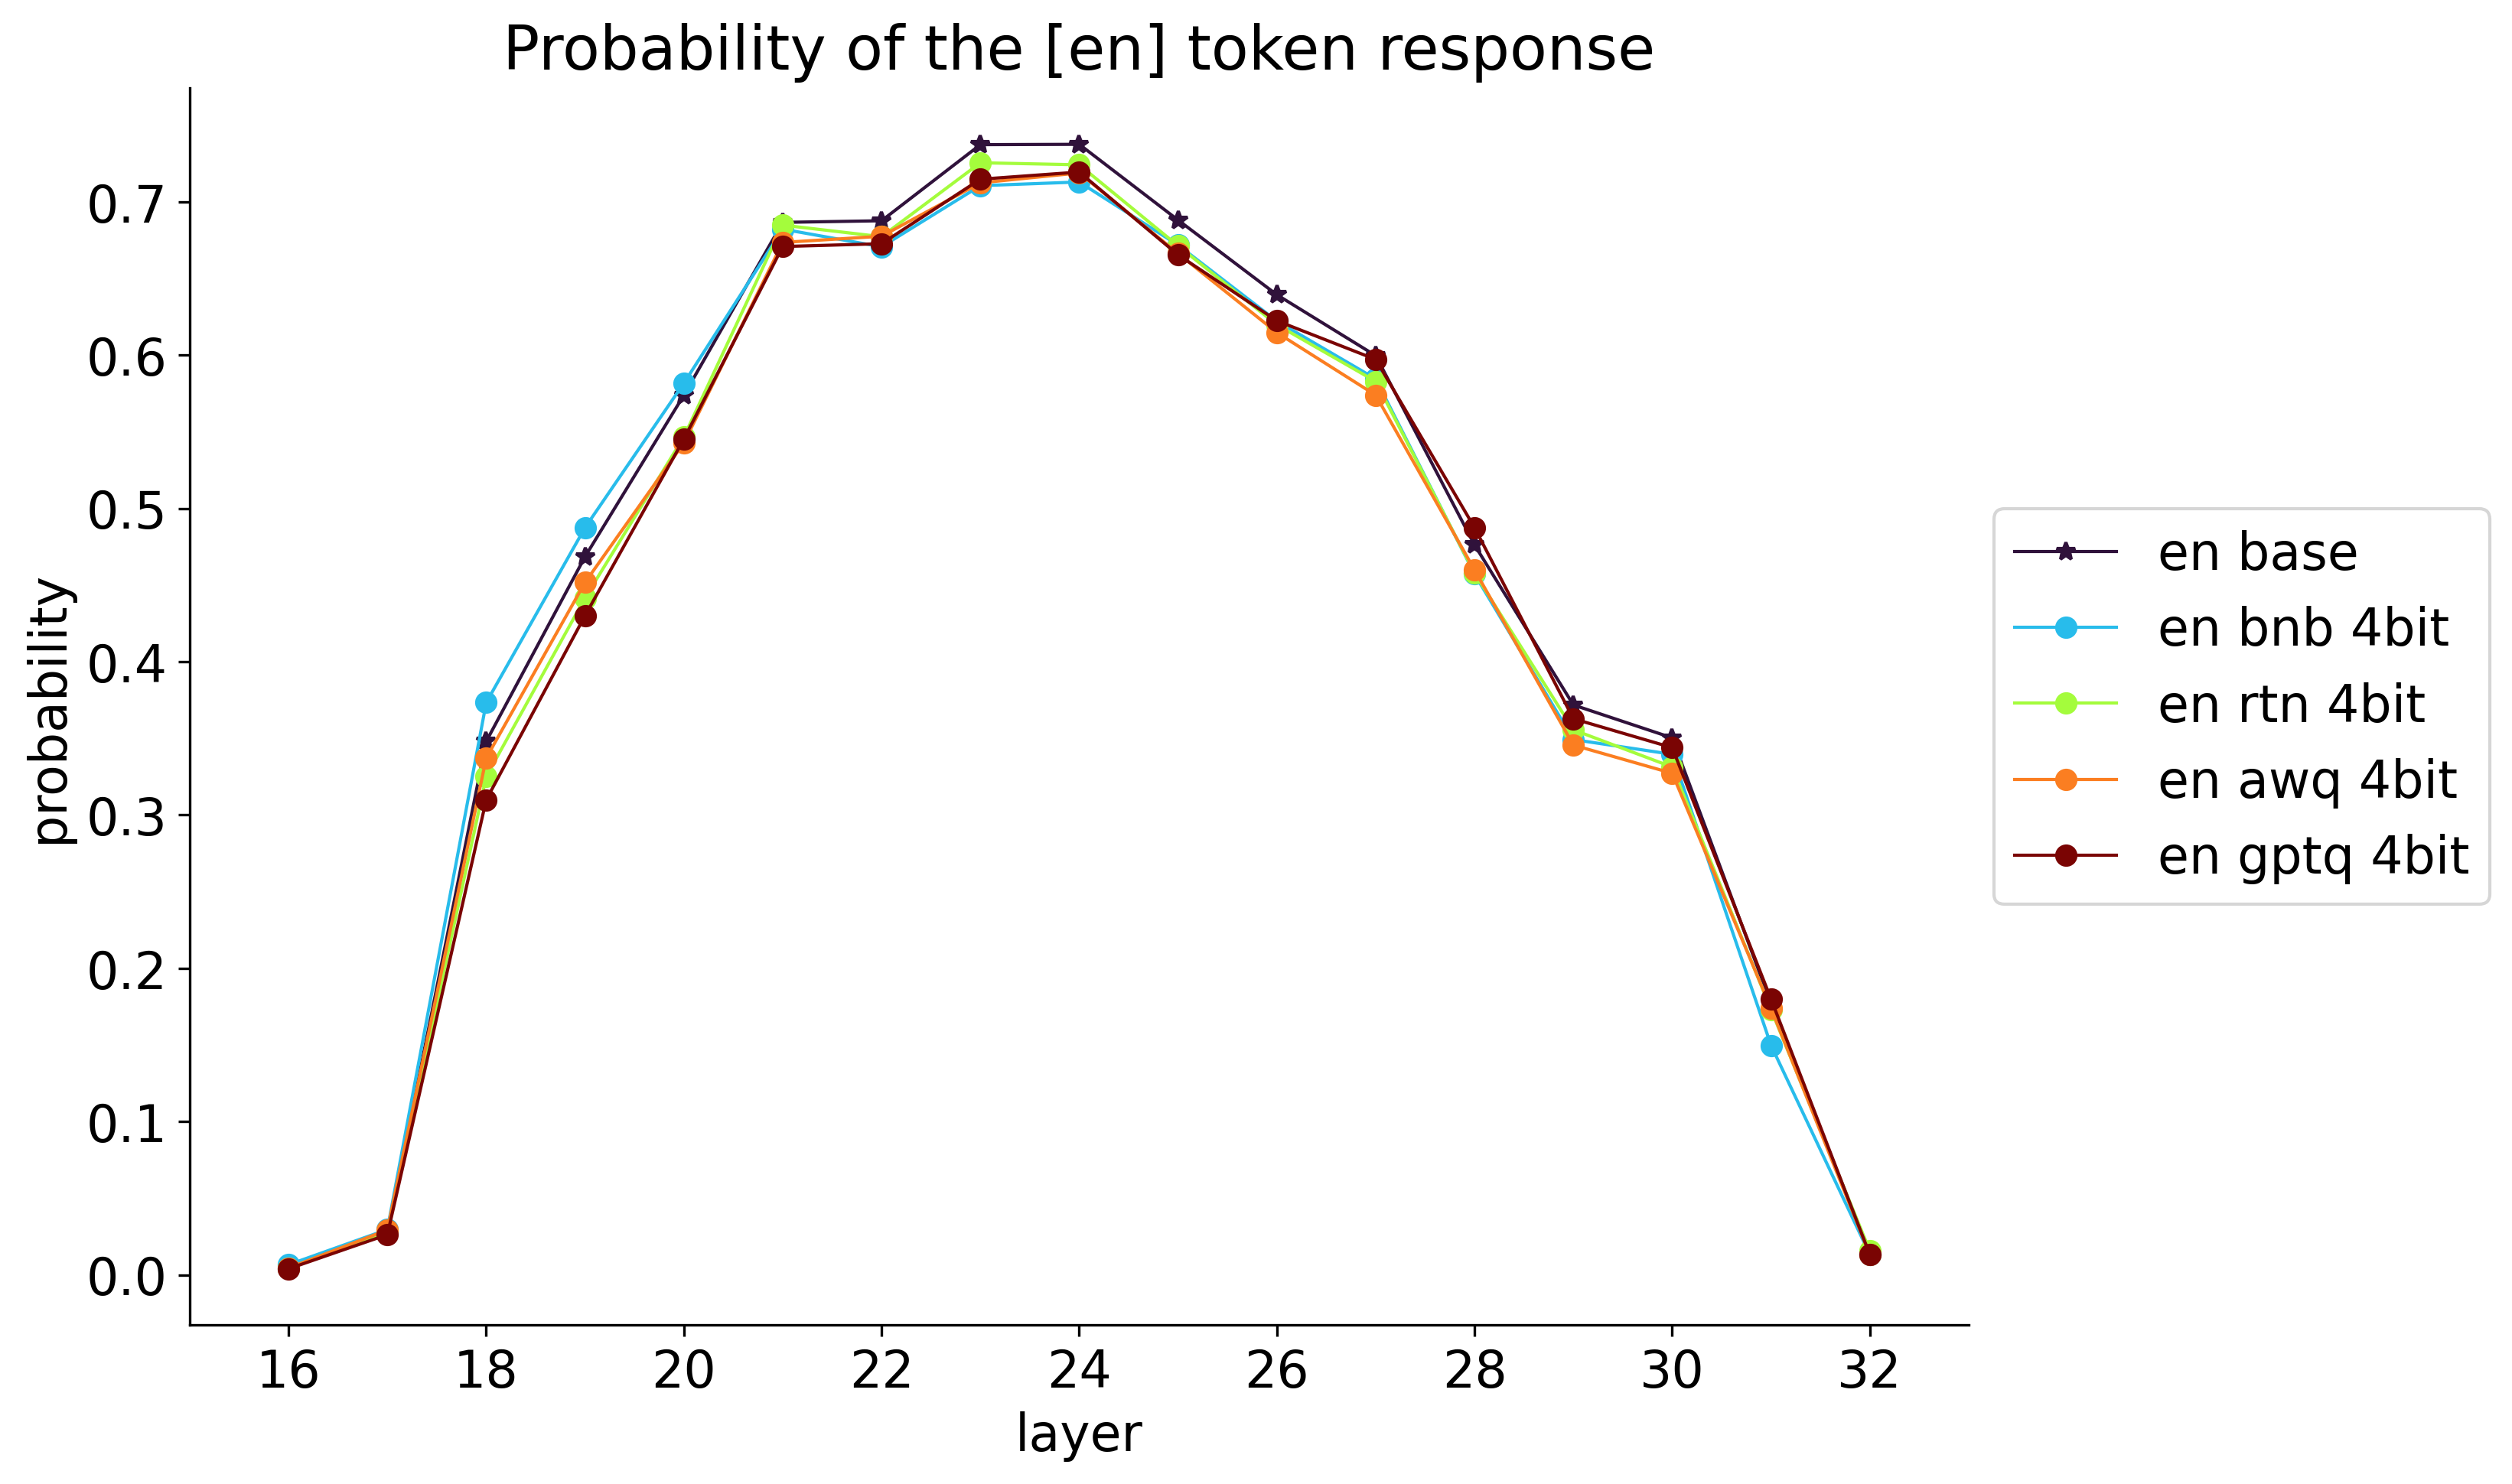 Probability of the [en] token response
probability
0.7
0.6
0.5
0.4
0.3
0.2
0.1
0.0
16 18 20 22 24 26 28 30 32
layer
en base
en bnb 4bit
en rtn 4bit
en awq 4bit
en gptq 4bit